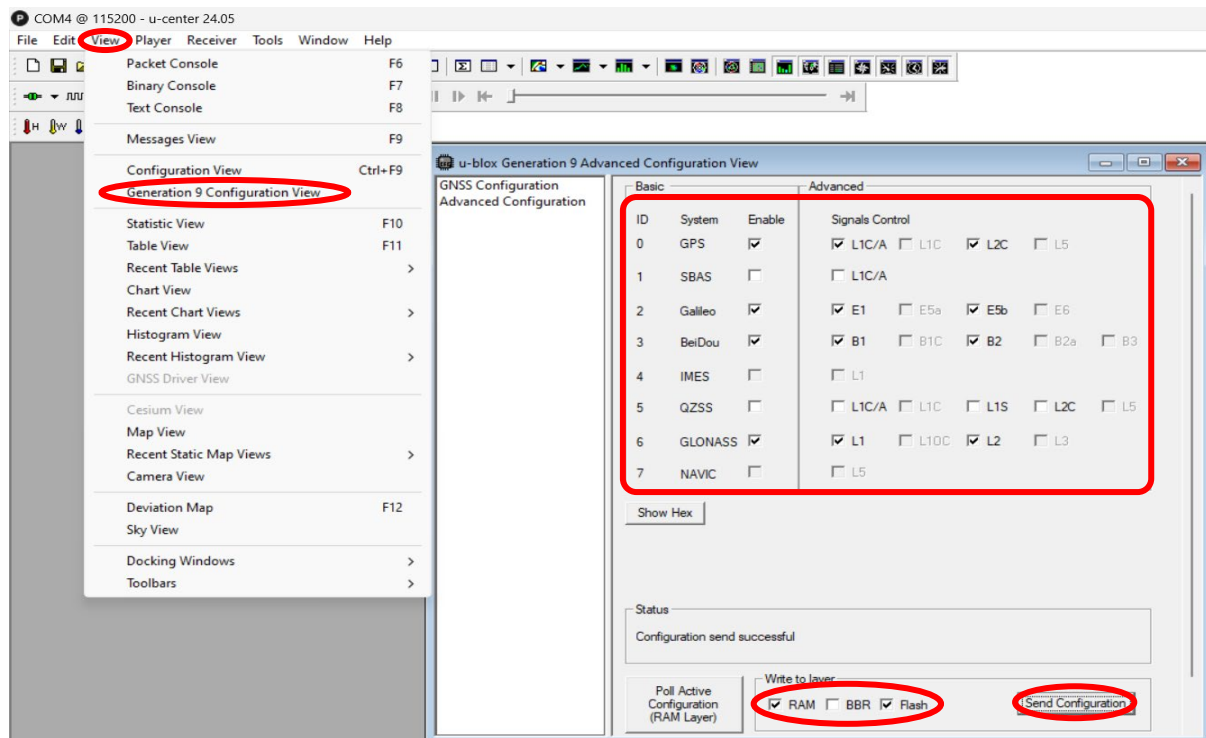 COM4 @ 115200 - u-center 24.05
File Edit View Player Receiver Tools Window Help
Packet Console F6
Binary Console F7
Text Console F8
Messages View F9
Configuration View Ctrl+F9
Generation 9 Configuration View
Statistic View F10
Table View F11
Recent Table Views >
Chart View
Recent Chart Views >
Histogram View
Recent Histogram View >
GNSS Driver View
Cesium View
Map View
Recent Static Map Views >
Camera View
Deviation Map F12
Sky View
Docking Windows >
Toolbars >
H W
u-blox Generation 9 Advanced Configuration View
GNSS Configuration
Advanced Configuration
Basic Advanced
ID System Enable Signals Control
0 GPS L1C/A L1C L2C L5
1 SBAS L1C/A
2 Galileo E1 E5a E5b E6
3 BeiDou B1 B1C B2 B2a B3
4 IMES L1
5 QZSS L1C/A L1C L1S L2C L5
6 GLONASS L1 L1OC L2 L3
7 NAVIC L5
Show Hex
Status
Configuration send successful
Poll Active
Configuration
(RAM Layer)
Write to layer
RAM BBR Flash
Send Configuration